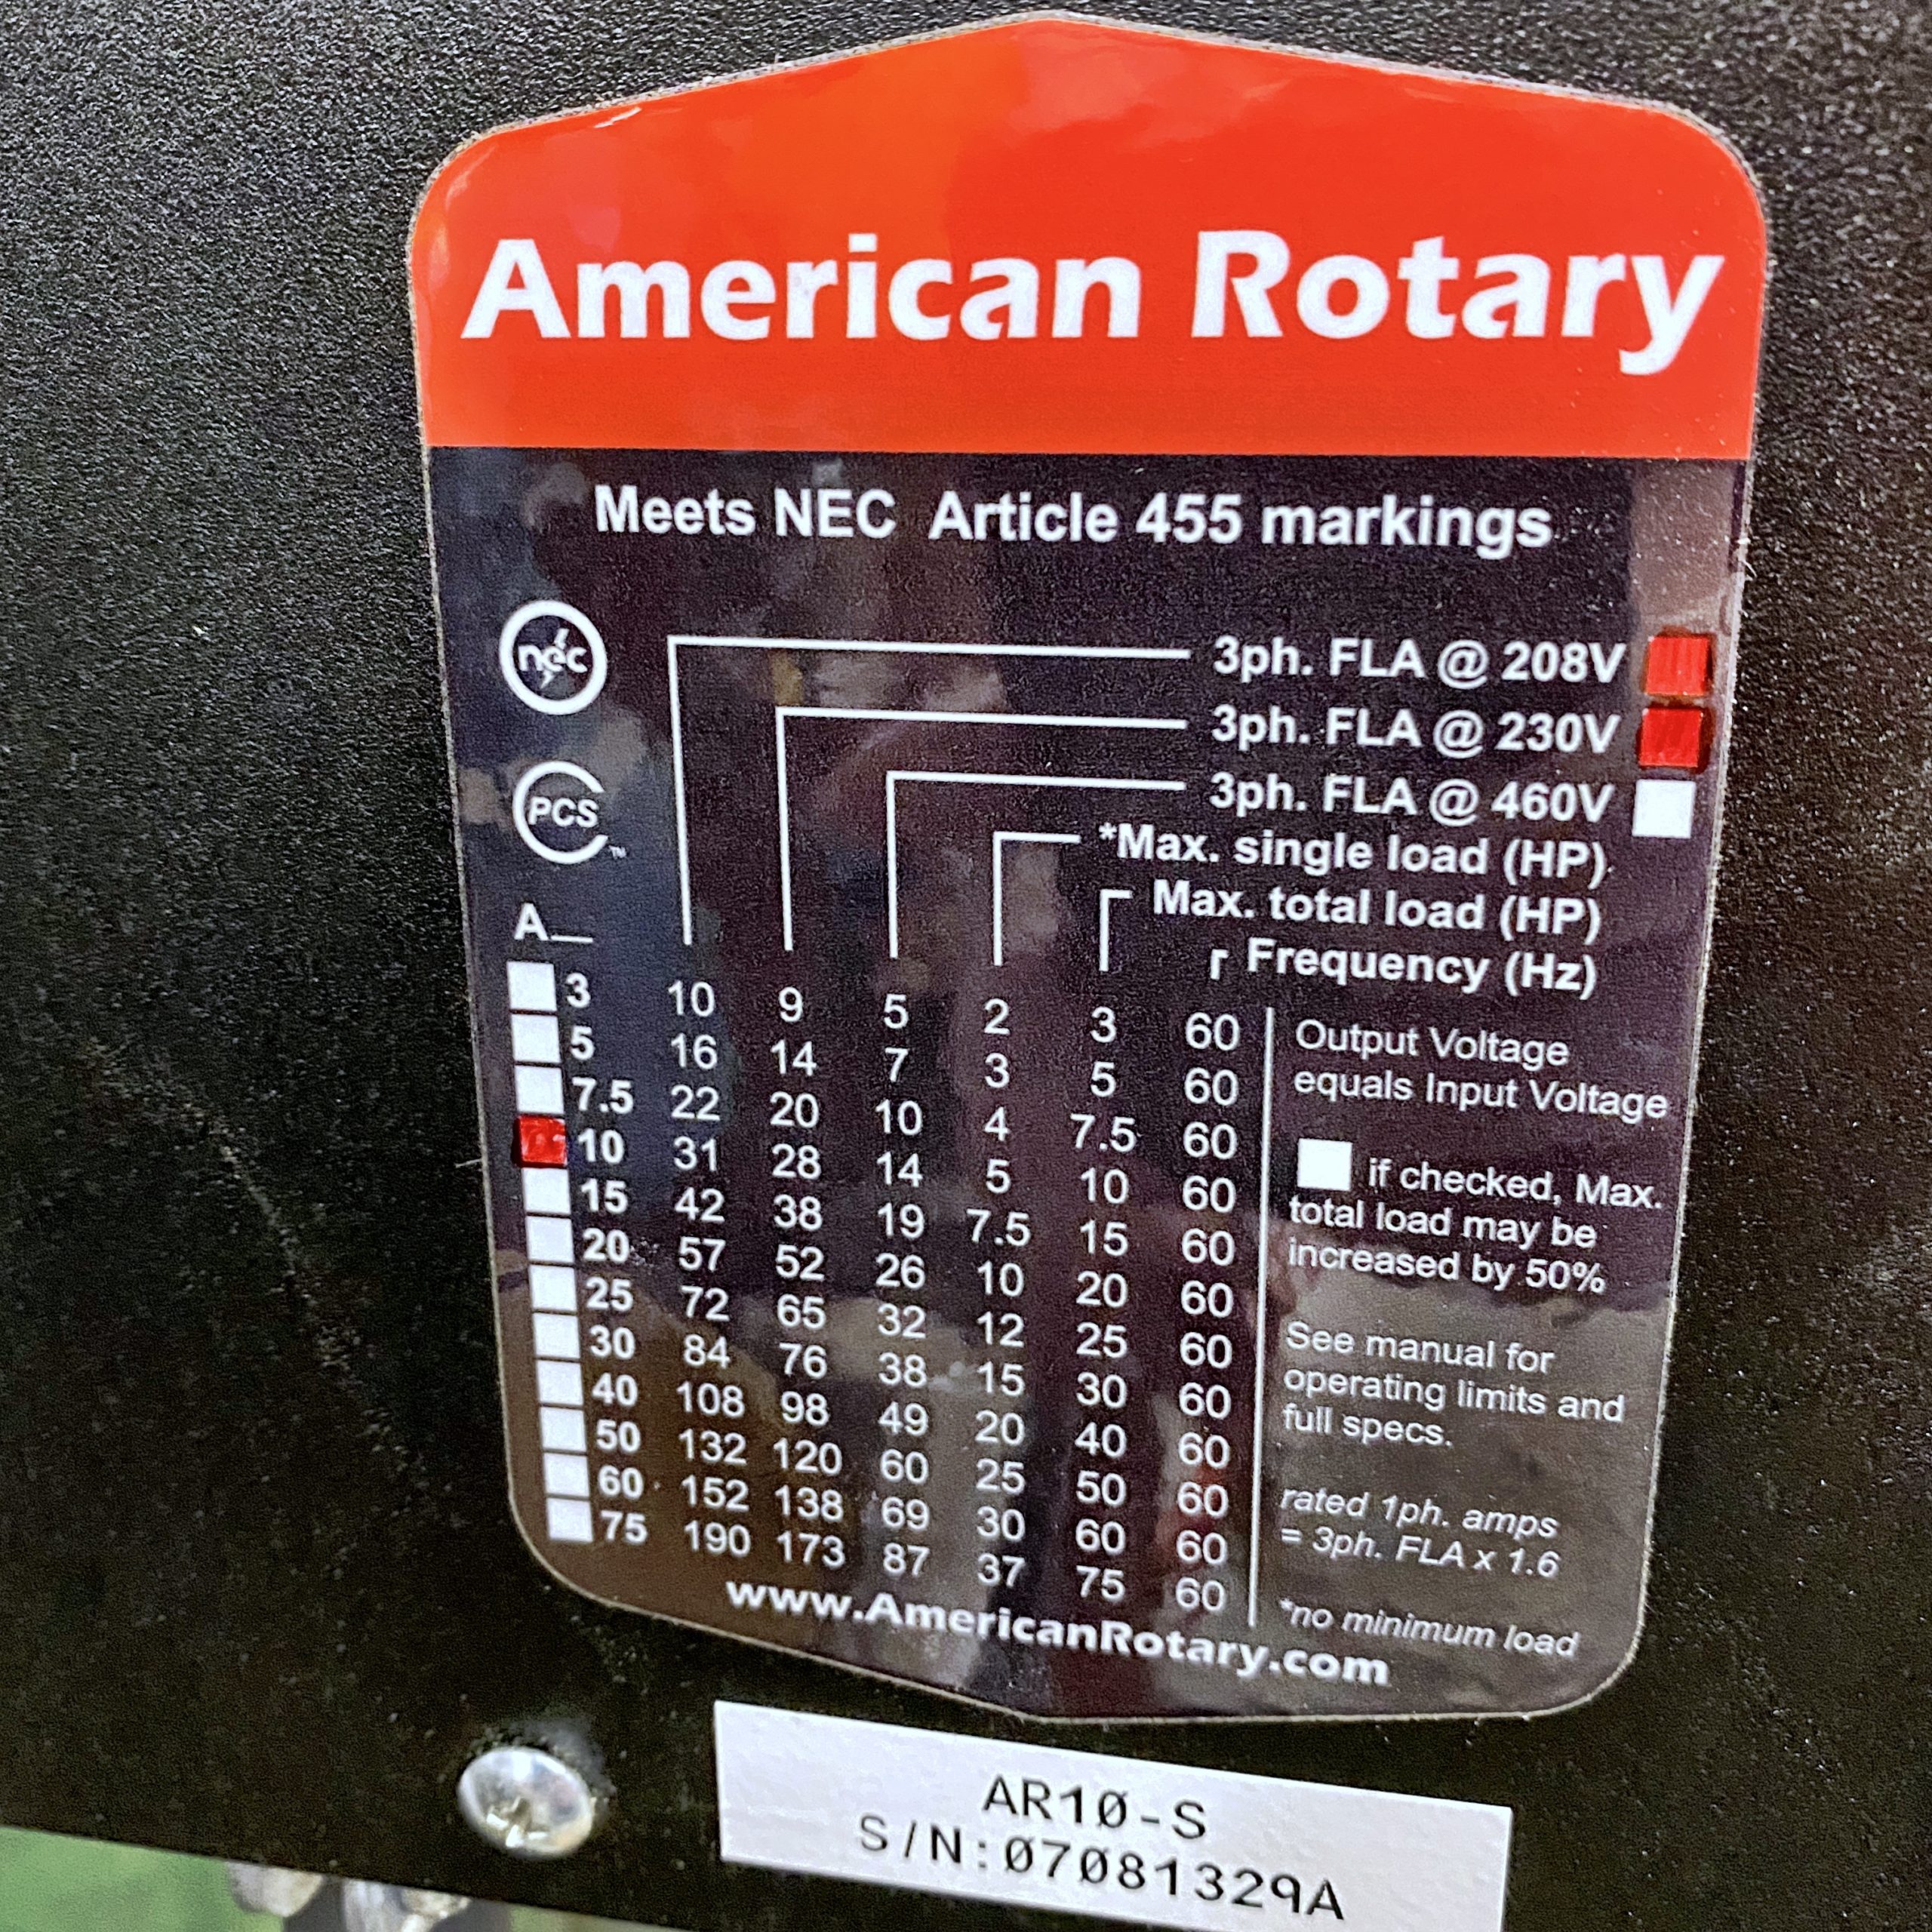 American Rotary
Meets NEC Article 455 markings
nec
3ph. FLA @ 208V
3ph. FLA @ 230V
PCS™
3ph. FLA @ 460V
*Max. single load (HP)
Max. total load (HP)
A__
Frequency (Hz)
3 10 9 5 2 3 60
5 16 14 7 3 5 60
7.5 22 20 10 4 7.5 60
10 31 28 14 5 10 60
15 42 38 19 7.5 15 60
20 57 52 26 10 20 60
25 72 65 32 12 25 60
30 84 76 38 15 30 60
40 108 98 49 20 40 60
50 132 120 60 25 50 60
60 152 138 69 30 60 60
75 190 173 87 37 75 60
Output Voltage
equals Input Voltage
if checked, Max.
total load may be
increased by 50%
See manual for
operating limits and
full specs.
rated 1ph. amps
= 3ph. FLA x 1.6
*no minimum load
www.AmericanRotary.com
AR10-S
S/N:07081329A